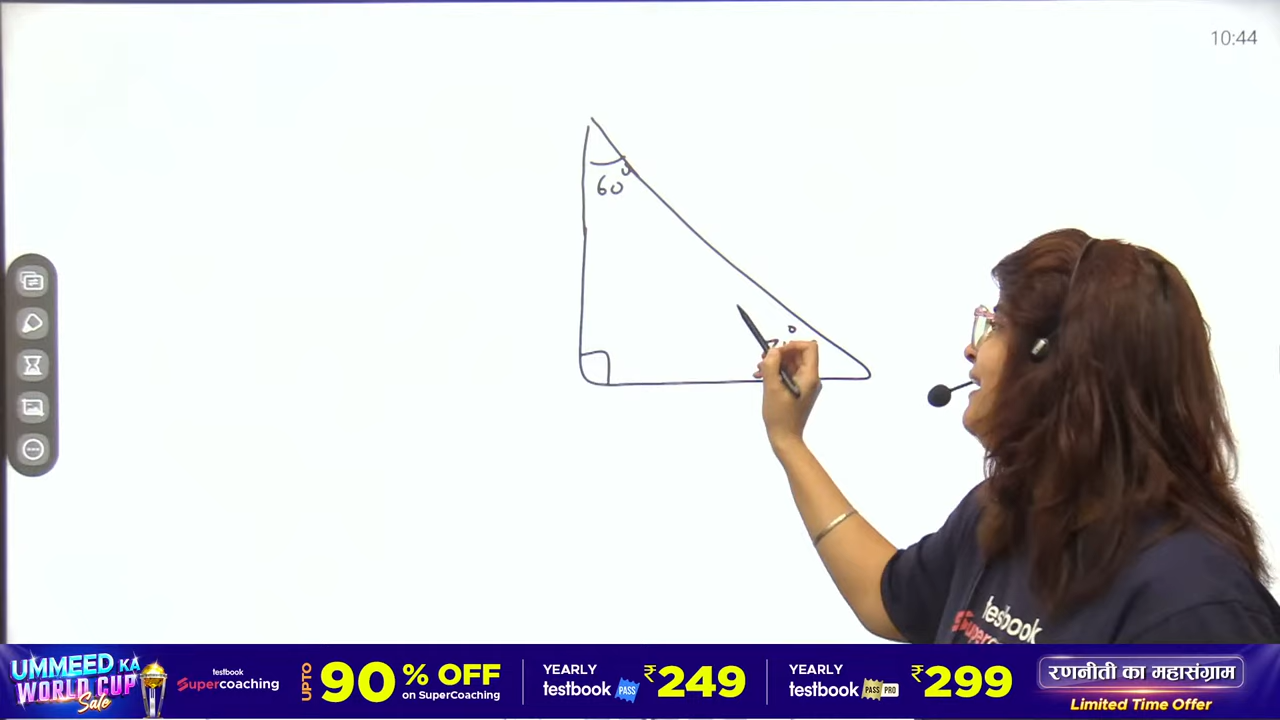 10:44
60°
testbook
UMMEED KA
WORLD CUP
Sale
testbook
Supercoaching
UPTO
90% OFF
on SuperCoaching
YEARLY
testbook PASS
₹249
YEARLY
testbook PASS PRO
₹299
रणनीती का महासंग्राम
Limited Time Offer